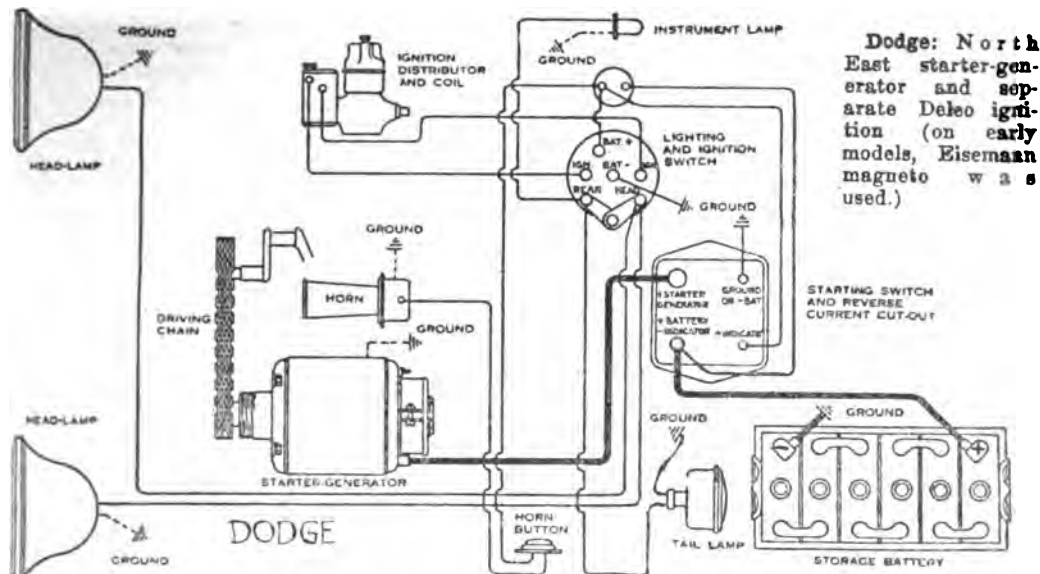 GROUND
IGNITION
DISTRIBUTOR
AND COIL
INSTRUMENT LAMP
GROUND
Dodge: North
East starter-gen-
erator and sep-
arate Delco igni-
tion (on early
models, Eisemann
magneto was
used.)
HEAD-LAMP
LIGHTING
AND IGNITION
SWITCH
BAT +
IGN
BAT -
IGN
REAR
HEAD
GROUND
GROUND
HORN
DRIVING
CHAIN
GROUND
+ STARTER
GENERATOR
GROUND
OR - BAT
+ BATTERY
- INDICATOR
+ INDICATE
STARTING SWITCH
AND REVERSE
CURRENT CUT-OUT
HEAD-LAMP
STARTER-GENERATOR
GROUND
GROUND
- +
DODGE
HORN
BUTTON
TAIL LAMP
GROUND
STORAGE BATTERY